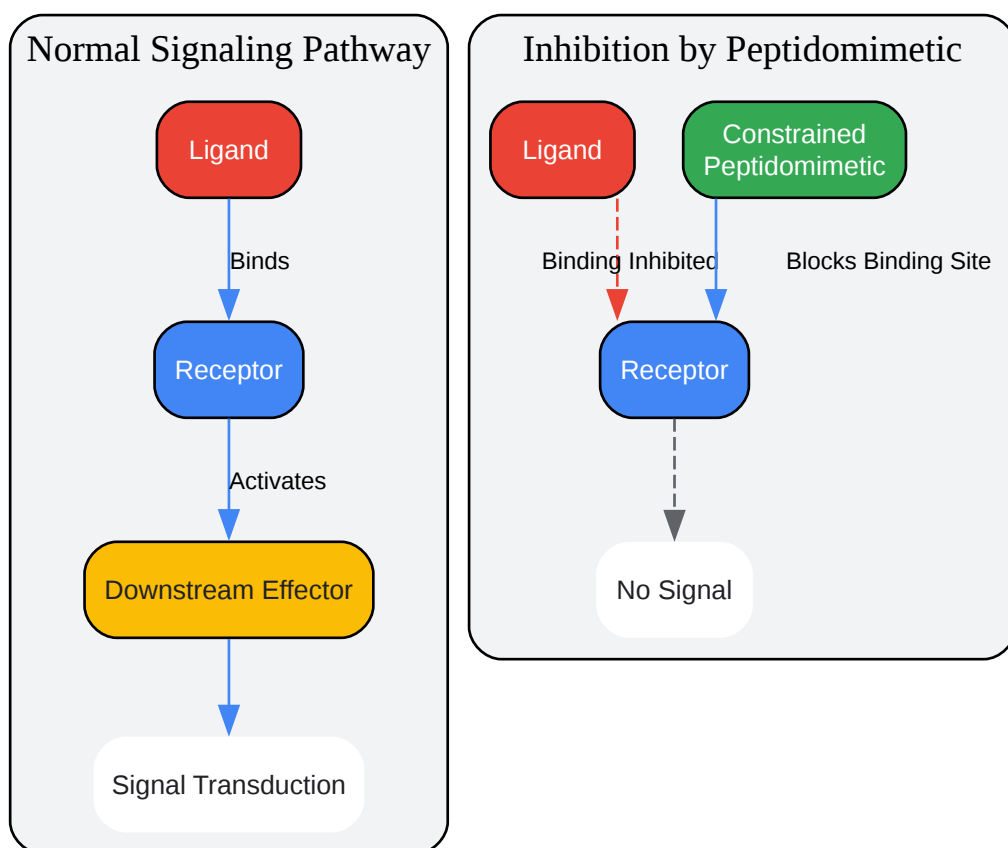 Normal Signaling Pathway
Ligand
Binds
Receptor
Activates
Downstream Effector
Signal Transduction
Inhibition by Peptidomimetic
Ligand
Constrained
Peptidomimetic
Binding Inhibited
Blocks Binding Site
Receptor
No Signal